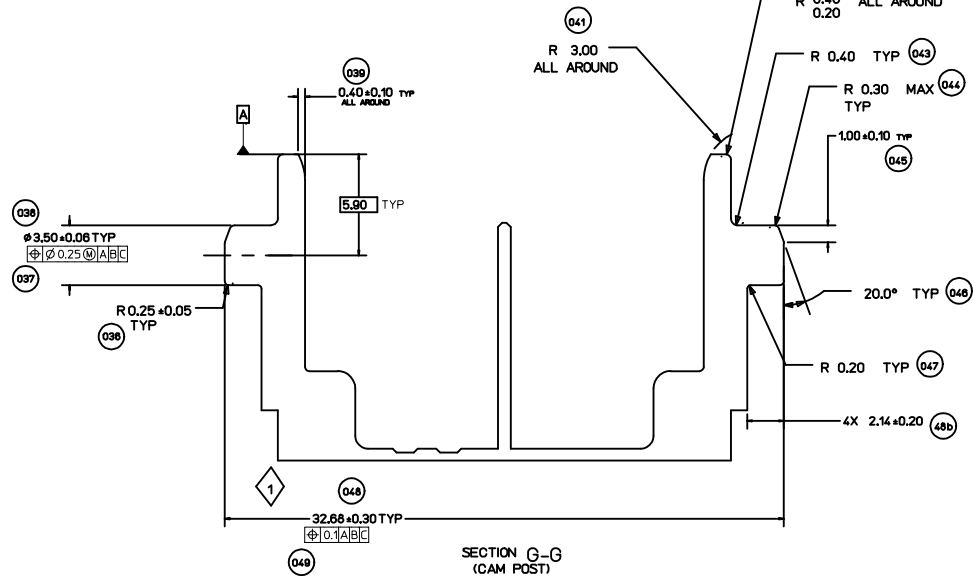 R 0.40 ALL AROUND
0.20
041
R 3.00
ALL AROUND
R 0.40 TYP 043
R 0.30 MAX 044
TYP
039
0.40±0.10 TYP
ALL AROUND
A
1.00±0.10 TYP
045
5.90 TYP
038
ø3.50±0.06 TYP
⌖ Ø 0.25 Ⓜ A B C
037
R 0.25±0.05
TYP
036
20.0° TYP 046
R 0.20 TYP 047
4X 2.14±0.20 48b
1
048
32.68±0.30 TYP
⌖ 0.1 A B C
049
SECTION G-G
(CAM POST)